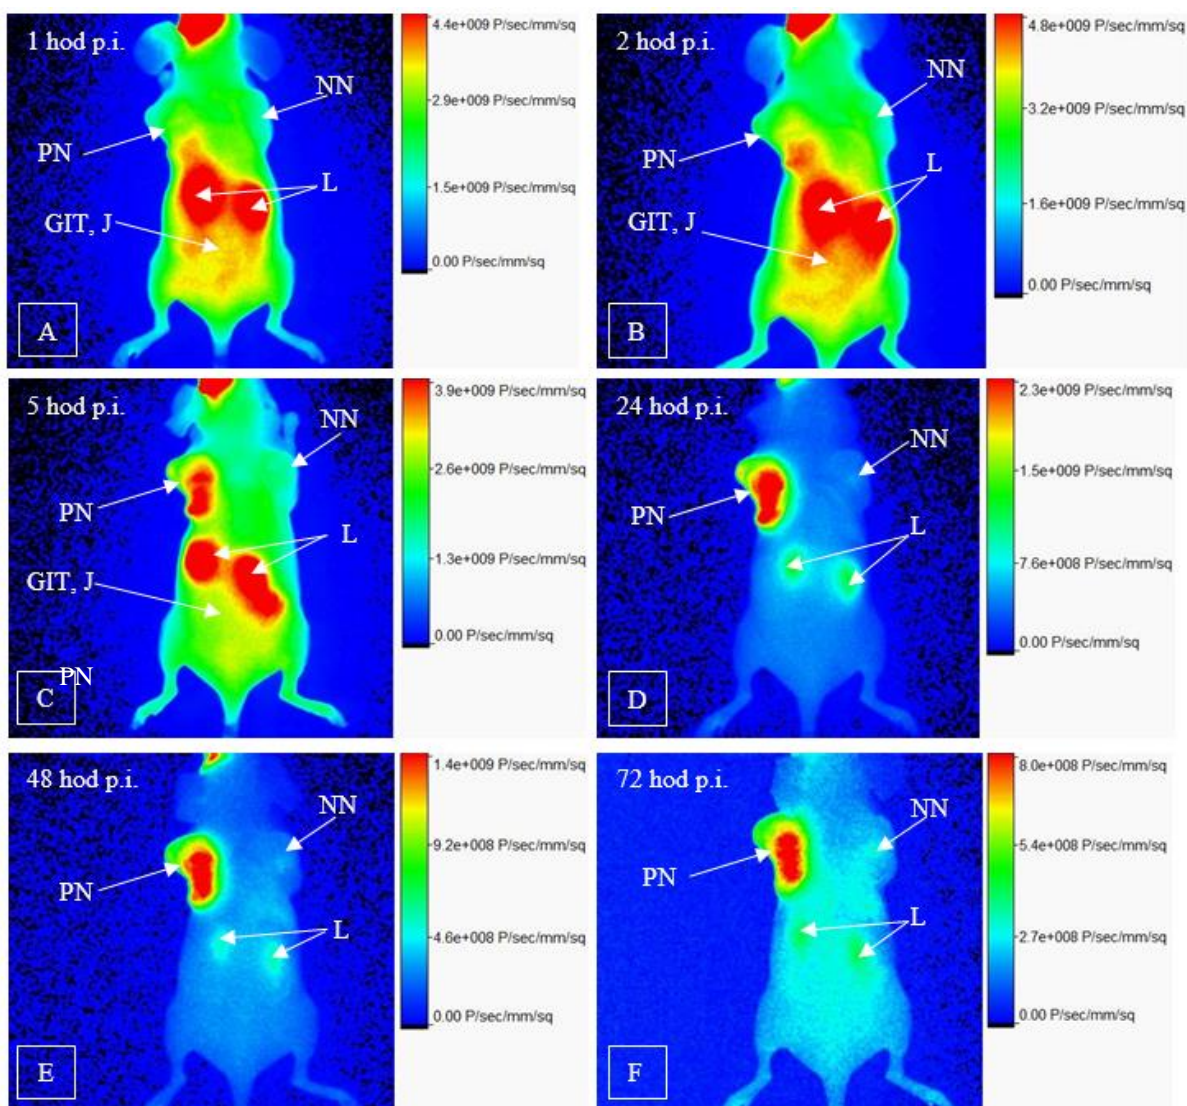 1 hod p.i.
NN
PN
L
GIT, J
A
4.4e+009 P/sec/mm/sq
2.9e+009 P/sec/mm/sq
1.5e+009 P/sec/mm/sq
0.00 P/sec/mm/sq
2 hod p.i.
NN
PN
L
GIT, J
B
4.8e+009 P/sec/mm/sq
3.2e+009 P/sec/mm/sq
1.6e+009 P/sec/mm/sq
0.00 P/sec/mm/sq
5 hod p.i.
NN
PN
L
GIT, J
PN
C
3.9e+009 P/sec/mm/sq
2.6e+009 P/sec/mm/sq
1.3e+009 P/sec/mm/sq
0.00 P/sec/mm/sq
24 hod p.i.
NN
PN
L
D
2.3e+009 P/sec/mm/sq
1.5e+009 P/sec/mm/sq
7.6e+008 P/sec/mm/sq
0.00 P/sec/mm/sq
48 hod p.i.
NN
PN
L
E
1.4e+009 P/sec/mm/sq
9.2e+008 P/sec/mm/sq
4.6e+008 P/sec/mm/sq
0.00 P/sec/mm/sq
72 hod p.i.
NN
PN
L
F
8.0e+008 P/sec/mm/sq
5.4e+008 P/sec/mm/sq
2.7e+008 P/sec/mm/sq
0.00 P/sec/mm/sq